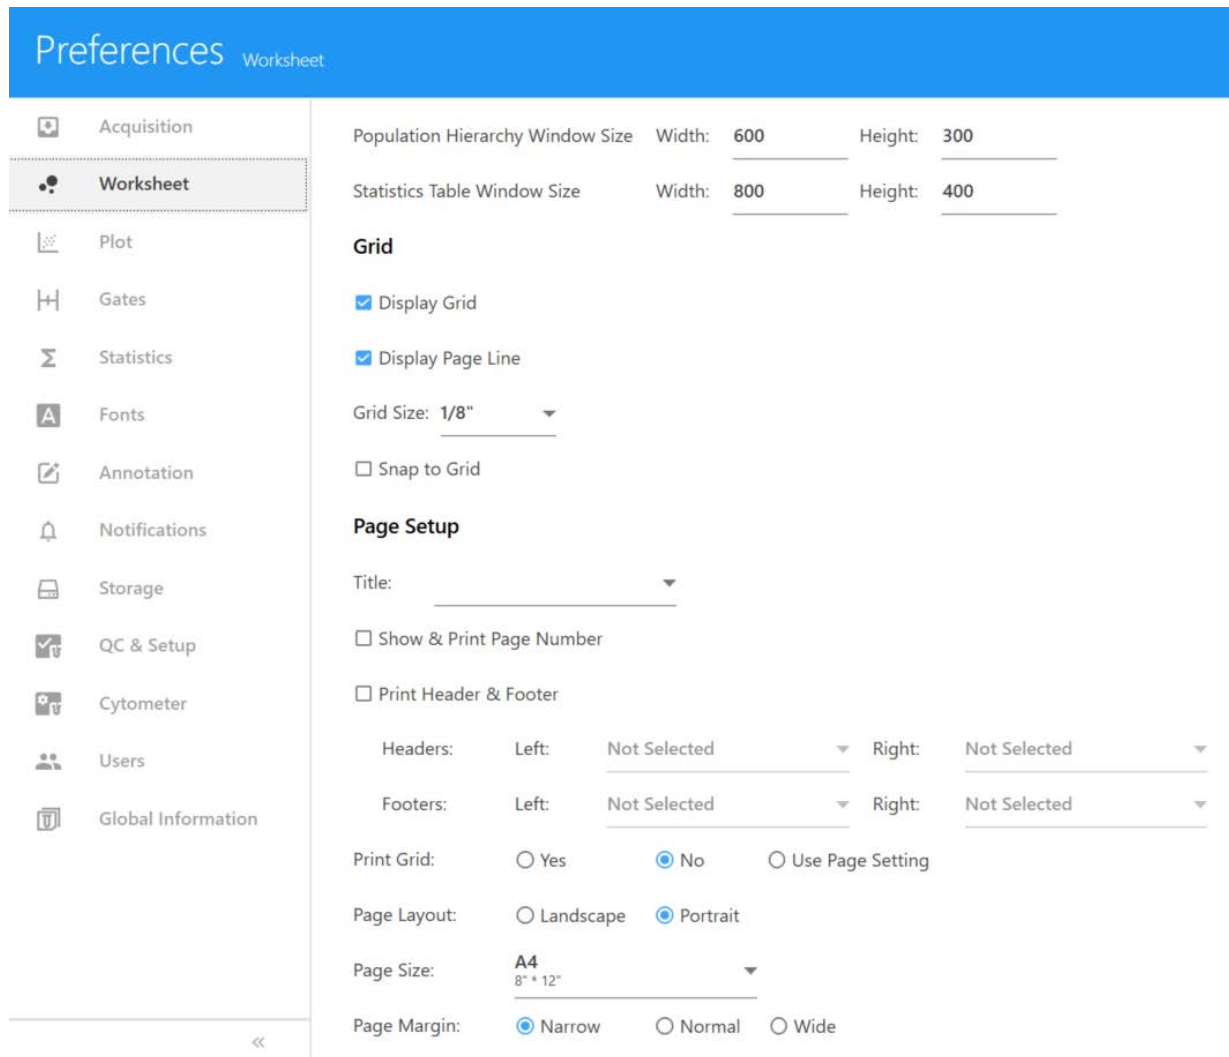 Preferences Worksheet
Acquisition
Worksheet
Plot
Gates
Statistics
Fonts
Annotation
Notifications
Storage
QC & Setup
Cytometer
Users
Global Information
«
Population Hierarchy Window Size Width: 600 Height: 300
Statistics Table Window Size Width: 800 Height: 400
Grid
Display Grid
Display Page Line
Grid Size: 1/8"
Snap to Grid
Page Setup
Title:
Show & Print Page Number
Print Header & Footer
Headers: Left: Not Selected Right: Not Selected
Footers: Left: Not Selected Right: Not Selected
Print Grid: Yes No Use Page Setting
Page Layout: Landscape Portrait
Page Size: A4
8" * 12"
Page Margin: Narrow Normal Wide